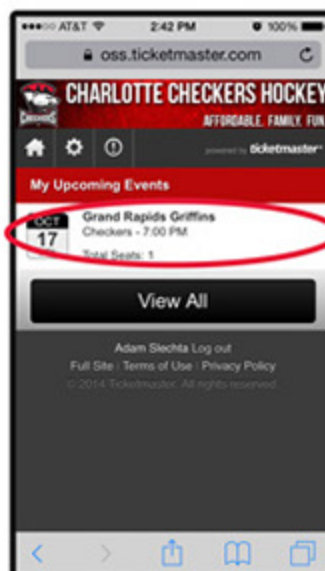 AT&T 2:42 PM 100%
oss.ticketmaster.com
CHECKERS
CHARLOTTE CHECKERS HOCKEY
AFFORDABLE. FAMILY. FUN
powered by ticketmaster
My Upcoming Events
OCT
17
Grand Rapids Griffins
Checkers - 7:00 PM
Total Seats: 1
View All
Adam Slechta Log out
Full Site | Terms of Use | Privacy Policy
© 2014 Ticketmaster. All rights reserved.